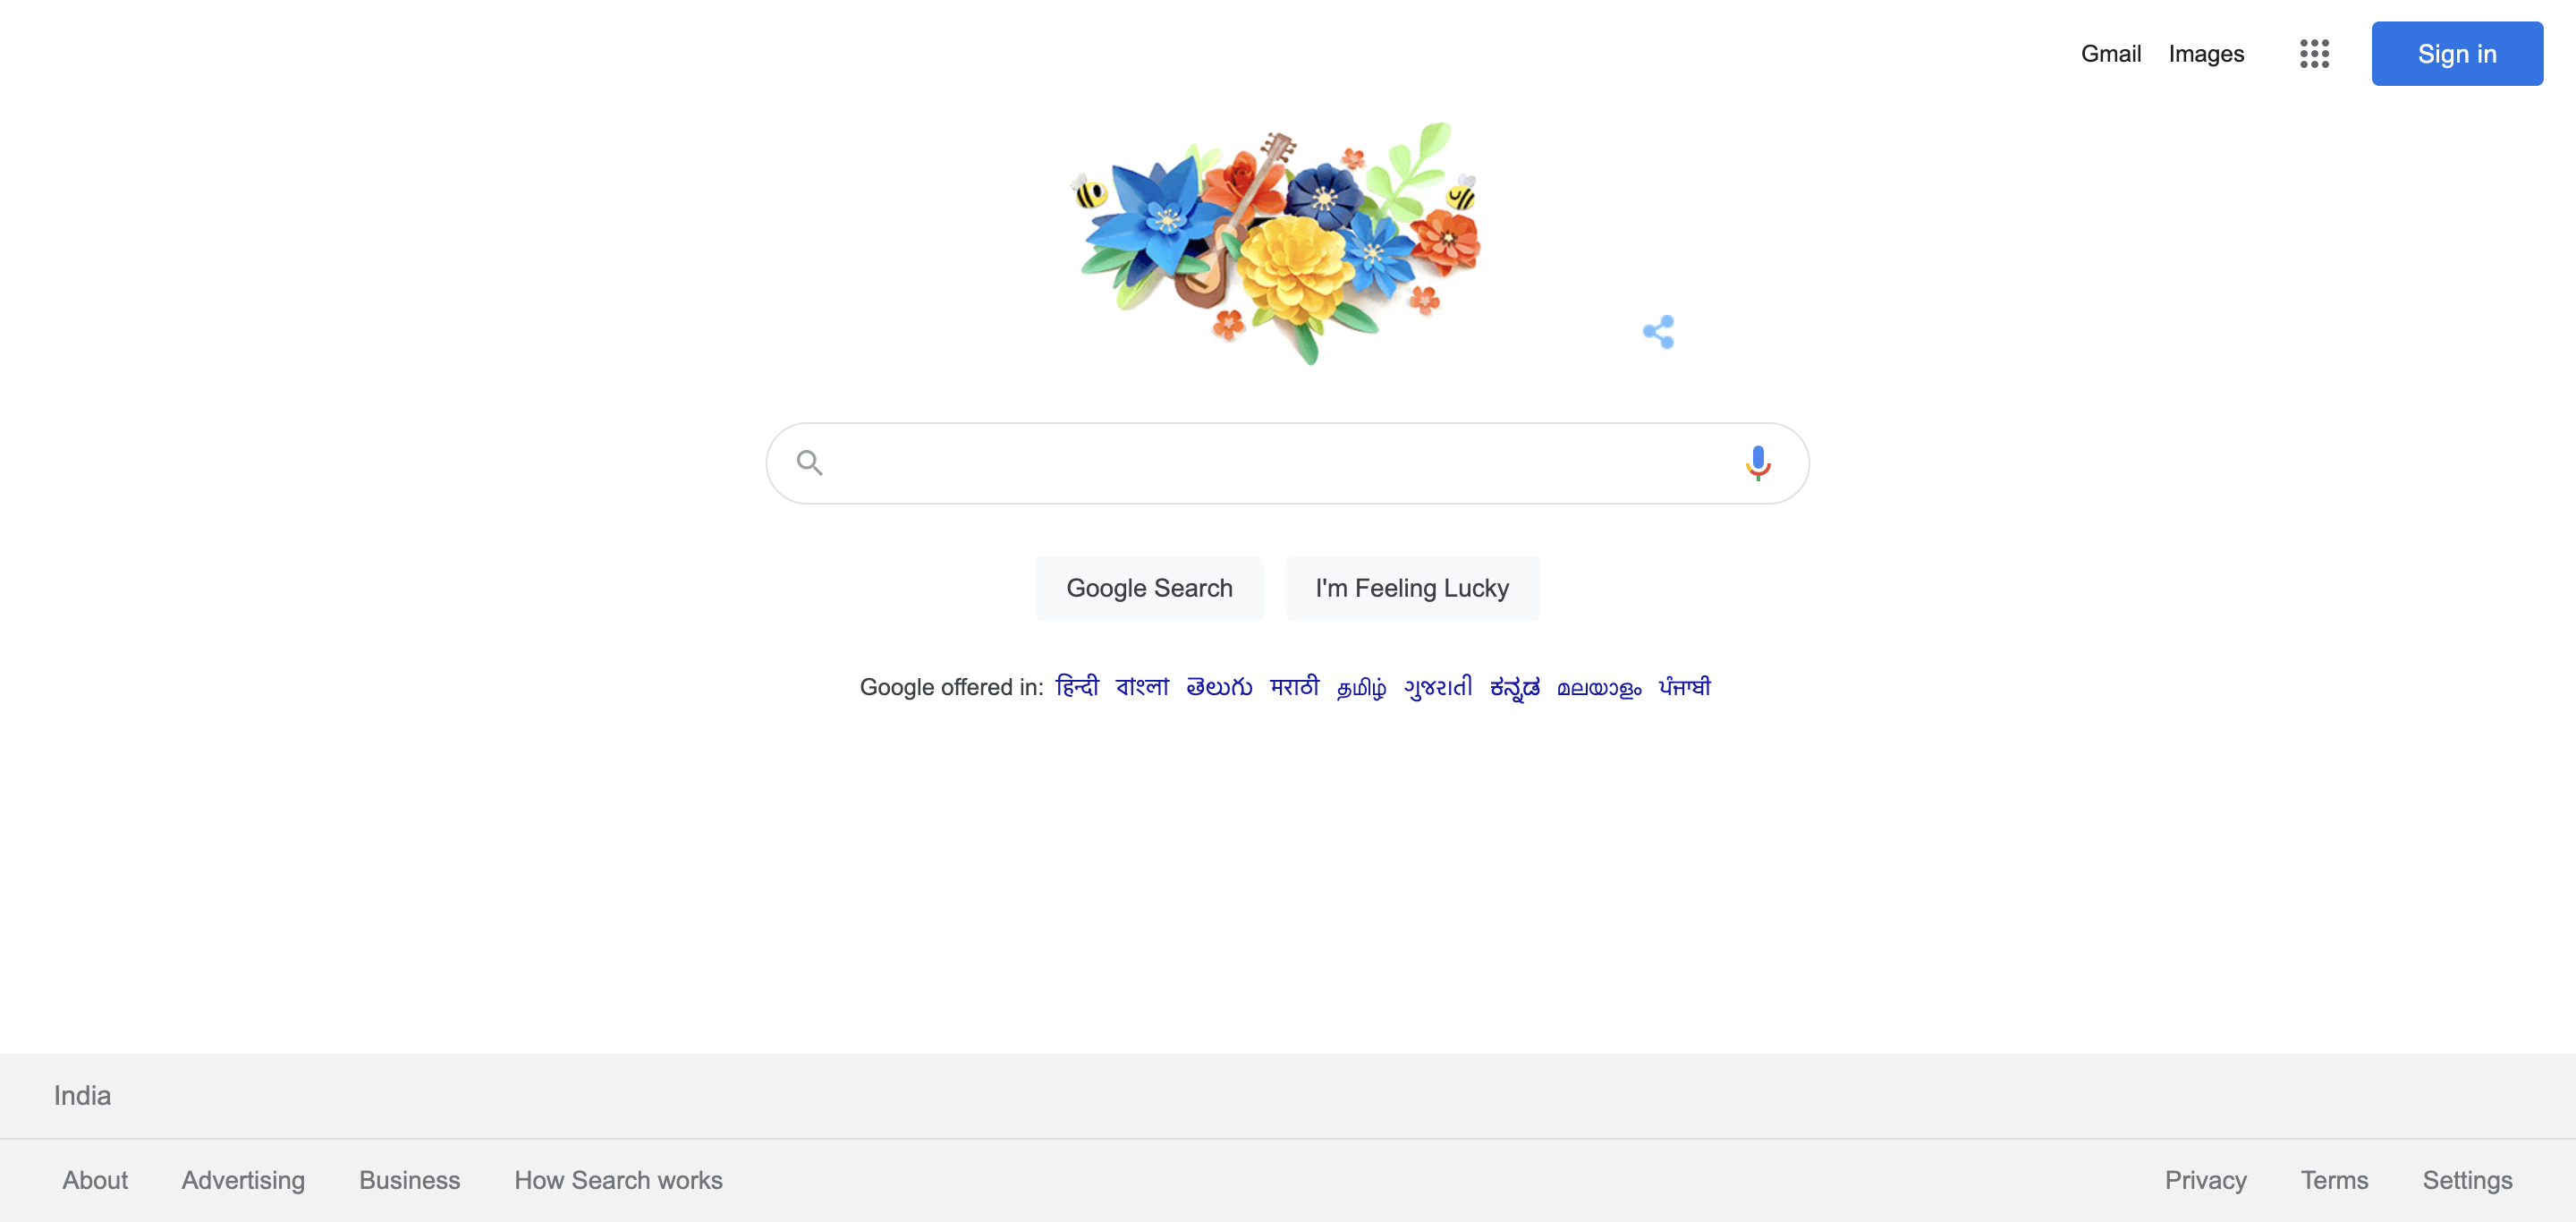 Gmail Images Sign in
Google Search I'm Feeling Lucky
Google offered in: हिन्दी বাংলা తెలుగు मराठी தமிழ் ગુજરાતી ಕನ್ನಡ മലയാളം ਪੰਜਾਬੀ
India
About Advertising Business How Search works Privacy Terms Settings